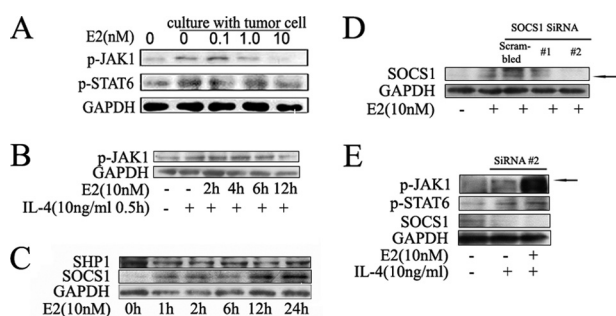 A
culture with tumor cell
E2(nM) 0 0 0.1 1.0 10
p-JAK1
p-STAT6
GAPDH
B
p-JAK1
GAPDH
E2(10nM) - - 2h 4h 6h 12h
IL-4(10ng/ml 0.5h) - + + + + +
C
SHP1
SOCS1
GAPDH
E2(10nM) 0h 1h 2h 6h 12h 24h
D
SOCS1 SiRNA
Scram-
bled #1 #2
SOCS1
GAPDH
E2(10nM) - + + + +
E
SiRNA #2
p-JAK1
p-STAT6
SOCS1
GAPDH
E2(10nM) - - +
IL-4(10ng/ml) - + +